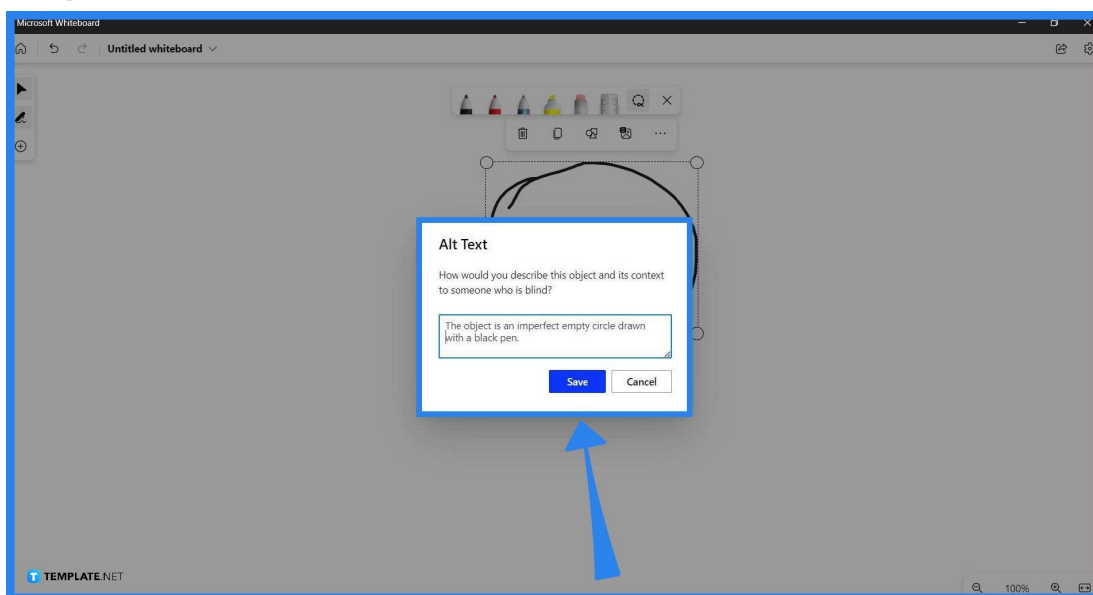 Microsoft Whiteboard
Untitled whiteboard
Alt Text
How would you describe this object and its context
to someone who is blind?
The object is an imperfect empty circle drawn
with a black pen.
Save
Cancel
T TEMPLATE.NET
100%